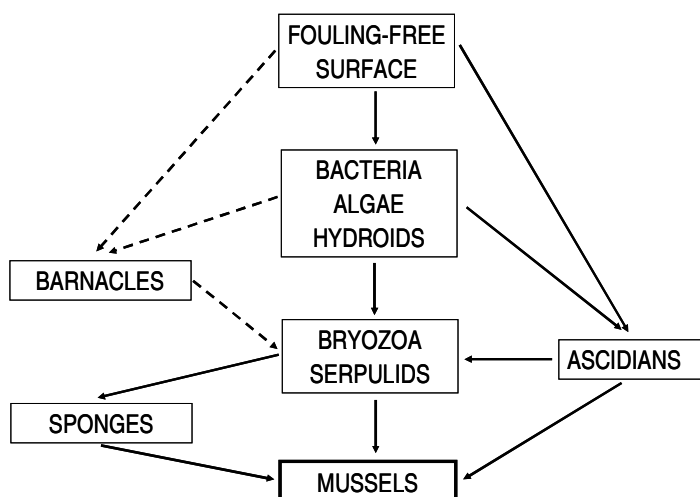 FOULING-FREE
SURFACE
BACTERIA
ALGAE
HYDROIDS
BARNACLES
BRYOZOA
SERPULIDS
ASCIDIANS
SPONGES
MUSSELS